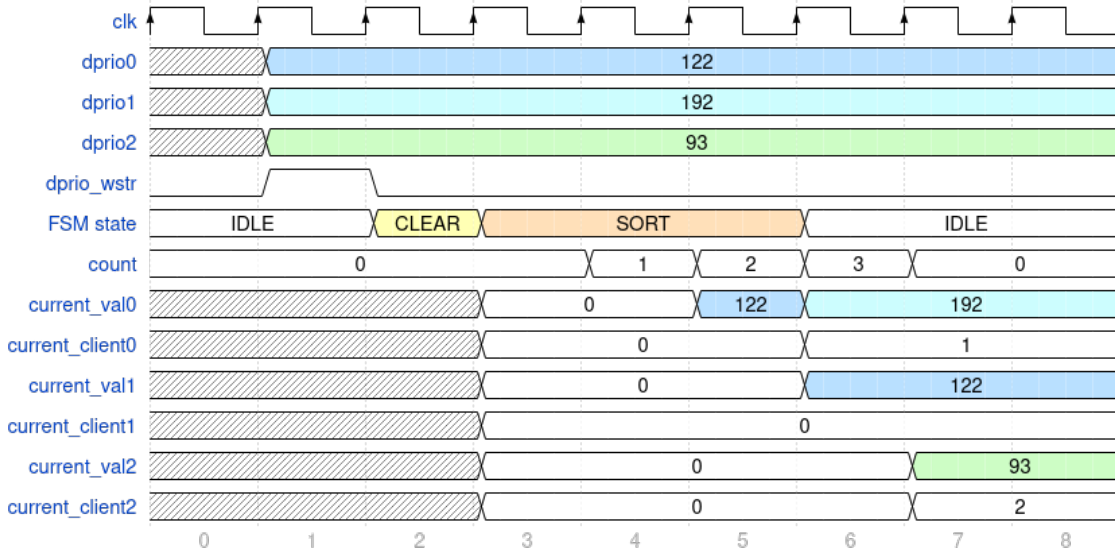 clk
dprio0 122
dprio1 192
dprio2 93
dprio_wstr
FSM state IDLE CLEAR SORT IDLE
count 0 1 2 3 0
current_val0 0 122 192
current_client0 0 1
current_val1 0 122
current_client1 0
current_val2 0 93
current_client2 0 2
0 1 2 3 4 5 6 7 8